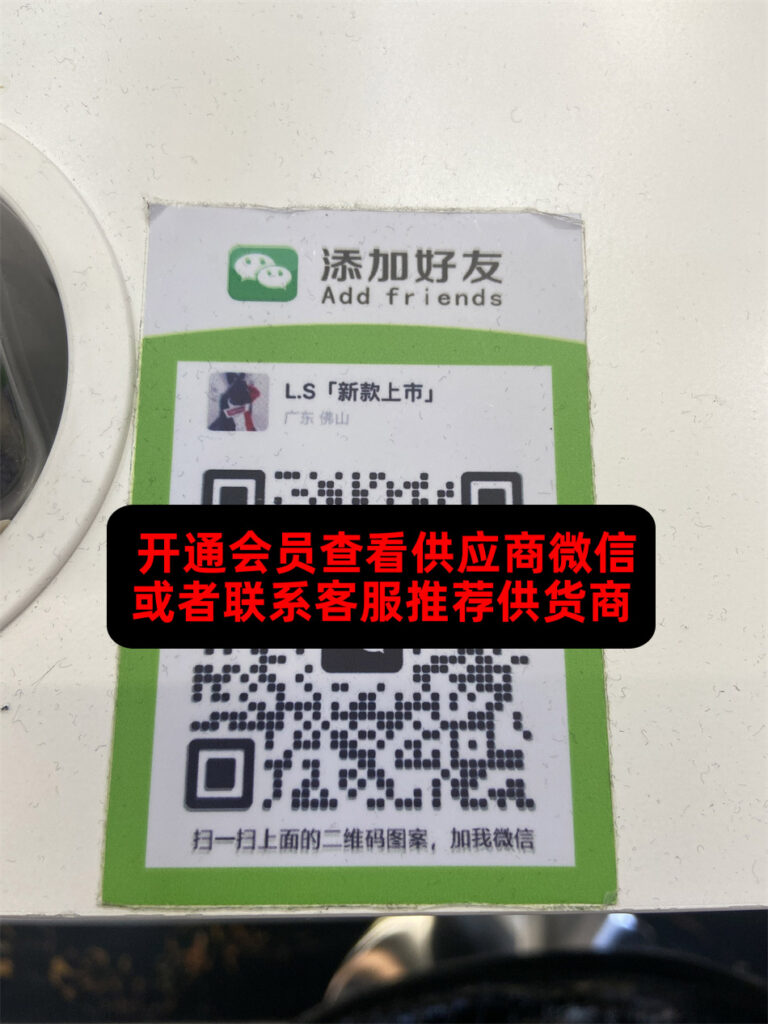 添加好友
Add friends
L.S「新款上市」
广东 佛山
开通会员查看供应商微信
或者联系客服推荐供货商
扫一扫上面的二维码图案，加我微信